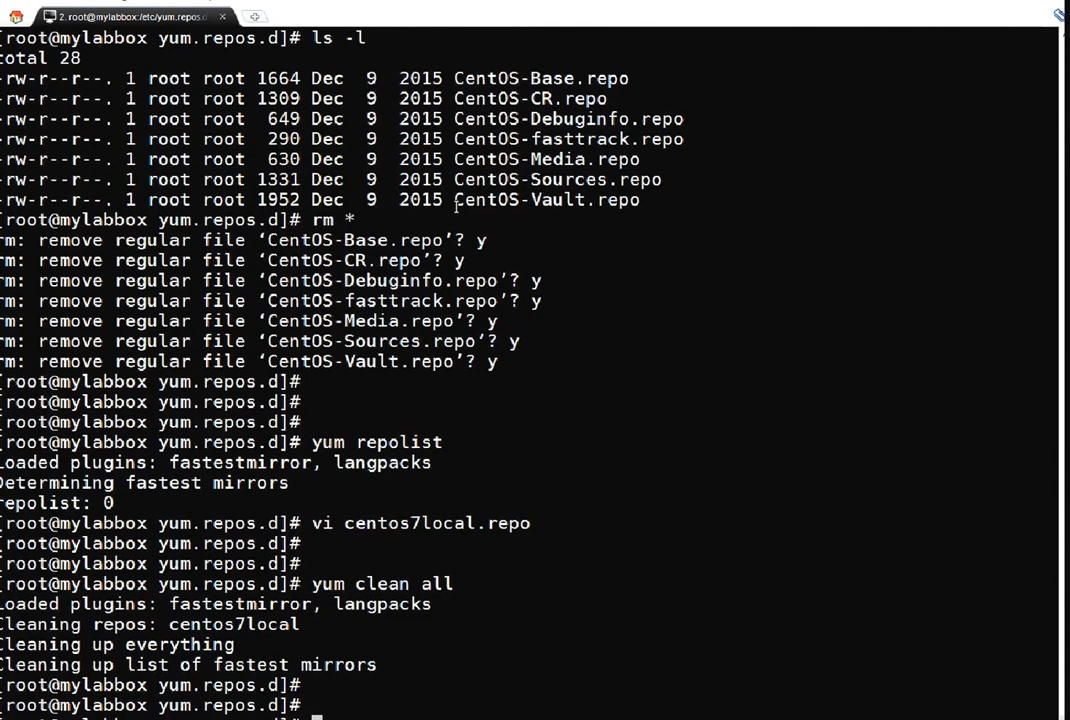 2. root@mylabbox:/etc/yum.repos.d
[root@mylabbox yum.repos.d]# ls -l
total 28
-rw-r--r--. 1 root root 1664 Dec  9  2015 CentOS-Base.repo
-rw-r--r--. 1 root root 1309 Dec  9  2015 CentOS-CR.repo
-rw-r--r--. 1 root root  649 Dec  9  2015 CentOS-Debuginfo.repo
-rw-r--r--. 1 root root  290 Dec  9  2015 CentOS-fasttrack.repo
-rw-r--r--. 1 root root  630 Dec  9  2015 CentOS-Media.repo
-rw-r--r--. 1 root root 1331 Dec  9  2015 CentOS-Sources.repo
-rw-r--r--. 1 root root 1952 Dec  9  2015 CentOS-Vault.repo
[root@mylabbox yum.repos.d]# rm *
rm: remove regular file ‘CentOS-Base.repo’? y
rm: remove regular file ‘CentOS-CR.repo’? y
rm: remove regular file ‘CentOS-Debuginfo.repo’? y
rm: remove regular file ‘CentOS-fasttrack.repo’? y
rm: remove regular file ‘CentOS-Media.repo’? y
rm: remove regular file ‘CentOS-Sources.repo’? y
rm: remove regular file ‘CentOS-Vault.repo’? y
[root@mylabbox yum.repos.d]#
[root@mylabbox yum.repos.d]#
[root@mylabbox yum.repos.d]#
[root@mylabbox yum.repos.d]# yum repolist
Loaded plugins: fastestmirror, langpacks
Determining fastest mirrors
repolist: 0
[root@mylabbox yum.repos.d]# vi centos7local.repo
[root@mylabbox yum.repos.d]#
[root@mylabbox yum.repos.d]#
[root@mylabbox yum.repos.d]# yum clean all
Loaded plugins: fastestmirror, langpacks
Cleaning repos: centos7local
Cleaning up everything
Cleaning up list of fastest mirrors
[root@mylabbox yum.repos.d]#
[root@mylabbox yum.repos.d]#